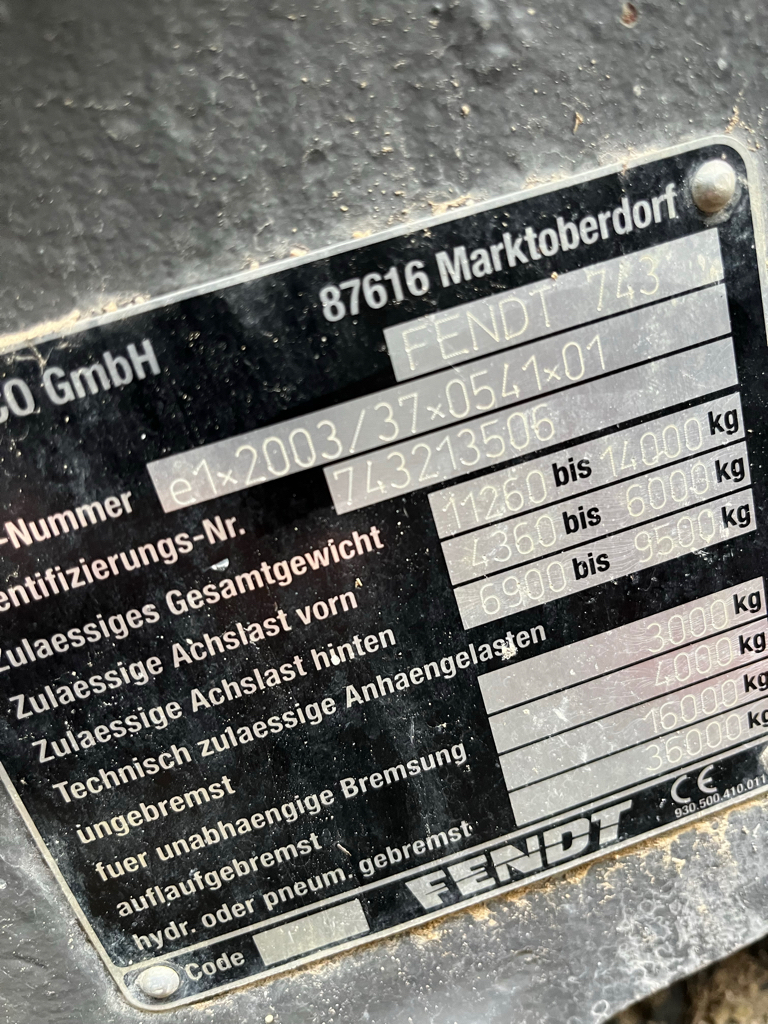 CO GmbH 87616 Marktoberdorf
FENDT 743
-Nummer e1×2003/37×0541×01
entifizierungs-Nr. 743213506
Zulaessiges Gesamtgewicht 11260 bis 14000 kg
Zulaessige Achslast vorn 4360 bis 6000 kg
Zulaessige Achslast hinten 6900 bis 9500 kg
Technisch zulaessige Anhaengelasten
ungebremst 3000 kg
fuer unabhaengige Bremsung 4000 kg
auflaufgebremst 16000 kg
hydr. oder pneum. gebremst 36000 kg
Code FENDT CE
930.500.410.011